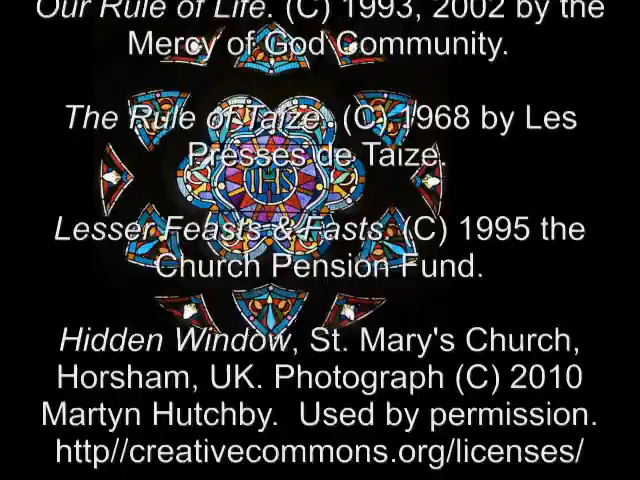 Our Rule of Life. (C) 1993, 2002 by the
Mercy of God Community.
The Rule of Taize. (C) 1968 by Les
Presses de Taize.
IHS
Lesser Feasts & Fasts. (C) 1995 the
Church Pension Fund.
Hidden Window, St. Mary's Church,
Horsham, UK. Photograph (C) 2010
Martyn Hutchby.  Used by permission.
http//creativecommons.org/licenses/